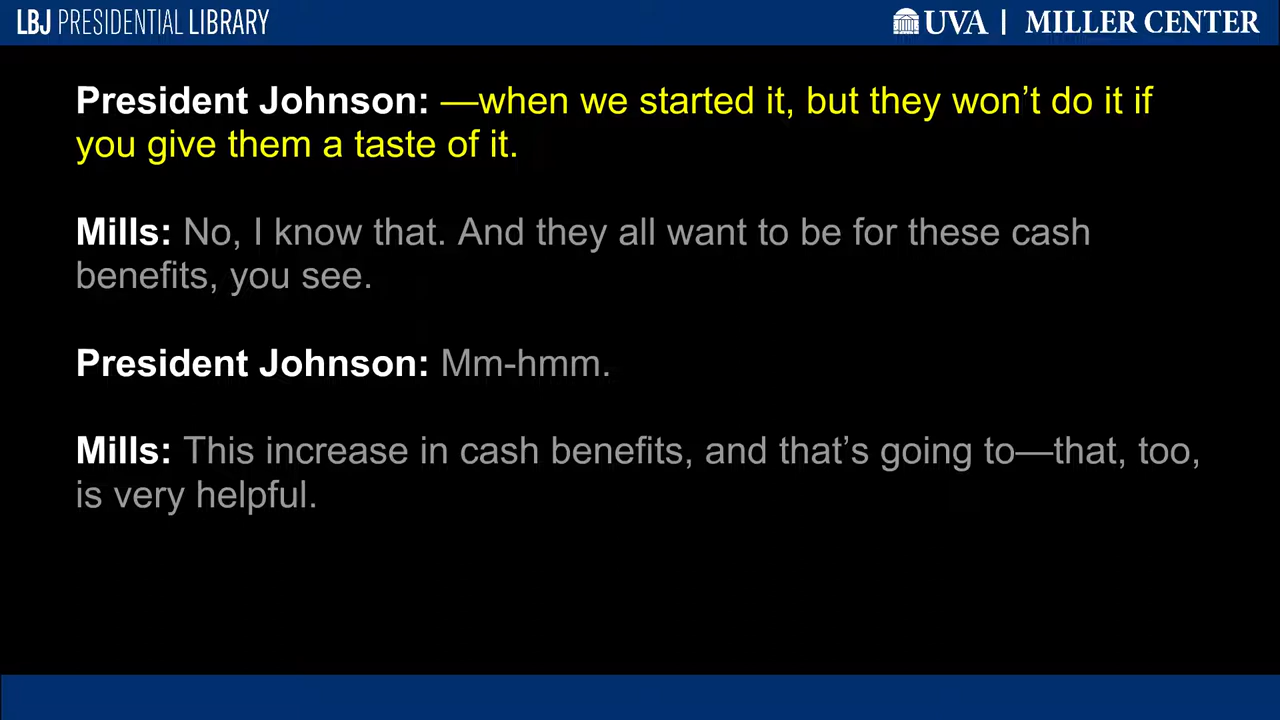 LBJ PRESIDENTIAL LIBRARY
UVA | MILLER CENTER
President Johnson: —when we started it, but they won’t do it if
you give them a taste of it.
Mills: No, I know that. And they all want to be for these cash
benefits, you see.
President Johnson: Mm-hmm.
Mills: This increase in cash benefits, and that’s going to—that, too,
is very helpful.